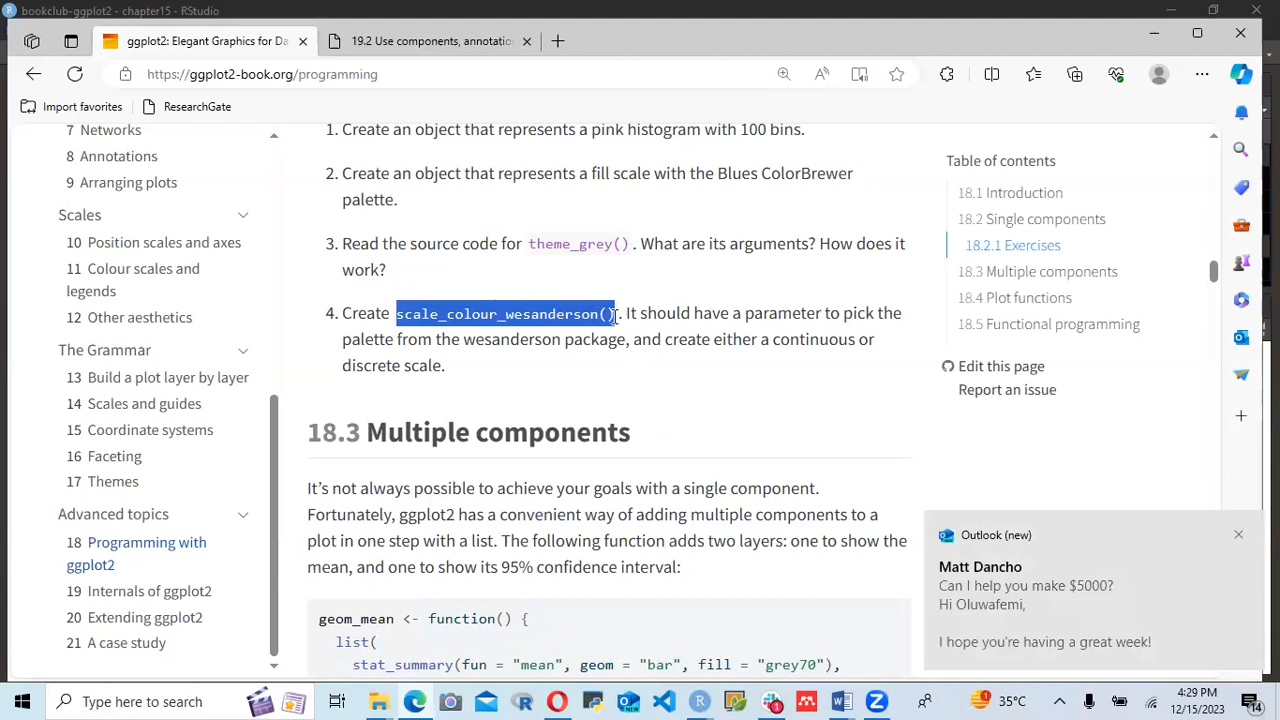 bookclub-ggplot2 - chapter15 - RStudio
ggplot2: Elegant Graphics for Da
19.2 Use components, annotatio
https://ggplot2-book.org/programming
Import favorites
ResearchGate
7 Networks
8 Annotations
9 Arranging plots
Scales
10 Position scales and axes
11 Colour scales and
legends
12 Other aesthetics
The Grammar
13 Build a plot layer by layer
14 Scales and guides
15 Coordinate systems
16 Faceting
17 Themes
Advanced topics
18 Programming with
ggplot2
19 Internals of ggplot2
20 Extending ggplot2
21 A case study
1. Create an object that represents a pink histogram with 100 bins.
2. Create an object that represents a fill scale with the Blues ColorBrewer
palette.
3. Read the source code for theme_grey(). What are its arguments? How does it
work?
4. Create scale_colour_wesanderson(). It should have a parameter to pick the
palette from the wesanderson package, and create either a continuous or
discrete scale.
18.3 Multiple components
It's not always possible to achieve your goals with a single component.
Fortunately, ggplot2 has a convenient way of adding multiple components to a
plot in one step with a list. The following function adds two layers: one to show the
mean, and one to show its 95% confidence interval:
geom_mean <- function() {
list(
stat_summary(fun = "mean", geom = "bar", fill = "grey70"),
Table of contents
18.1 Introduction
18.2 Single components
18.2.1 Exercises
18.3 Multiple components
18.4 Plot functions
18.5 Functional programming
Edit this page
Report an issue
Outlook (new)
Matt Dancho
Can I help you make $5000?
Hi Oluwafemi,
I hope you're having a great week!
Type here to search
35°C
4:29 PM
12/15/2023